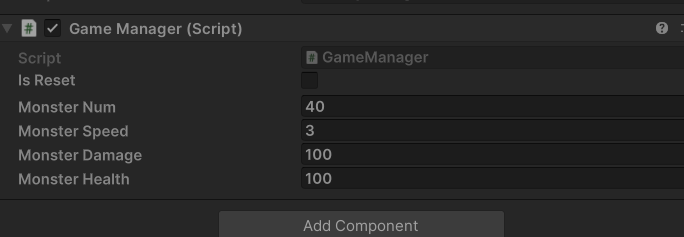 Game Manager (Script)
Script GameManager
Is Reset
Monster Num 40
Monster Speed 3
Monster Damage 100
Monster Health 100
Add Component